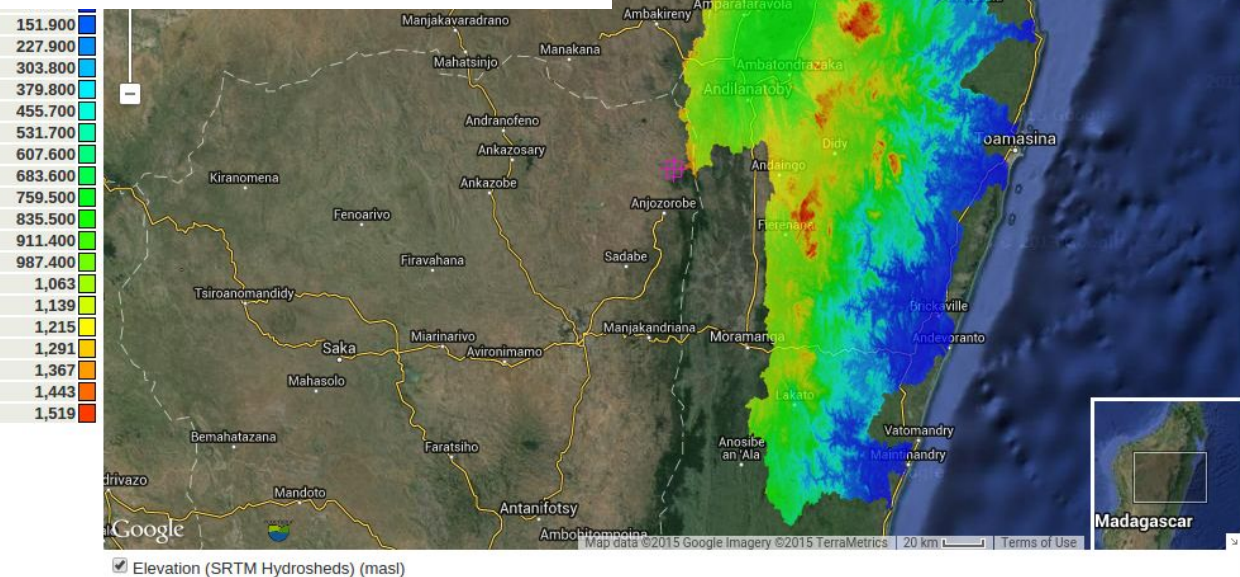 151.900
227.900
303.800
379.800
455.700
531.700
607.600
683.600
759.500
835.500
911.400
987.400
1,063
1,139
1,215
1,291
1,367
1,443
1,519
Amparafaravola
Manjakavaradrano
Ambakireny
Manakana
Mahatsinjo
Ambatondrazaka
Andilanatoby
Andranofeno
Toamasina
Didy
Ankazosary
Andaingo
Kiranomena
Ankazobe
Anjozorobe
Fenoarivo
Fierenana
Firavahana
Sadabe
Tsiroanomandidy
Brickaville
Manjakandriana
Miarinarivo
Moramanga
Andevoranto
Saka
Avironimamo
Mahasolo
Lakato
Bemahatazana
Vatomandry
Faratsiho
Anosibe
an 'Ala
Maintinandry
drivazo
Mandoto
Antanifotsy
Google
Ambohitompoina
Map data ©2015 Google Imagery ©2015 TerraMetrics
20 km
Terms of Use
Madagascar
Elevation (SRTM Hydrosheds) (masl)